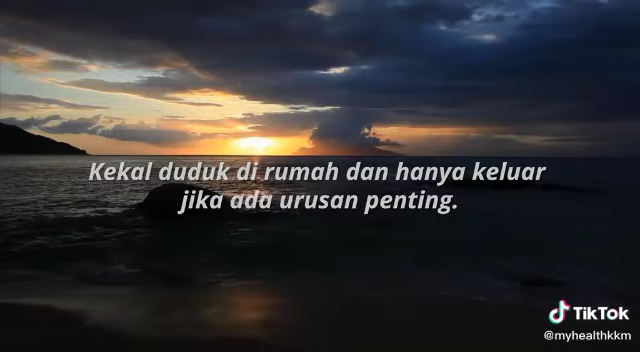 Kekal duduk di rumah dan hanya keluar
jika ada urusan penting.
TikTok
@myhealthkkm